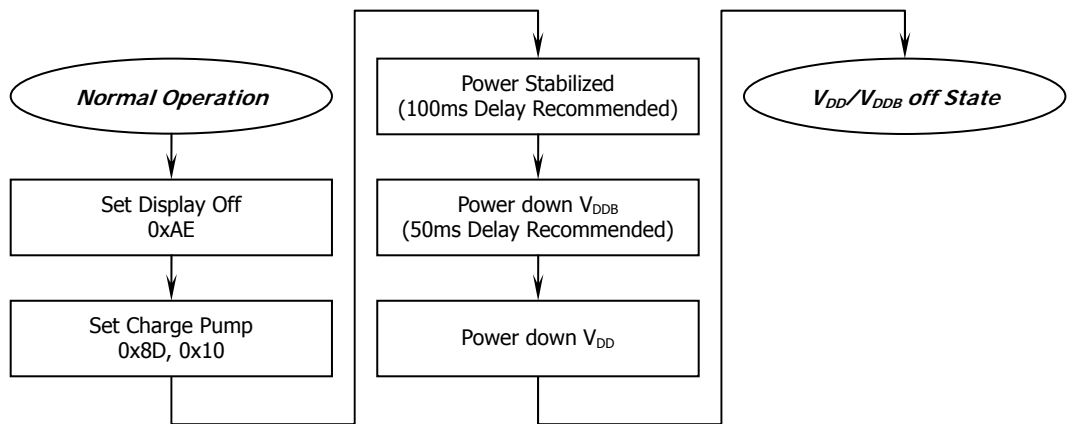 Normal Operation
Set Display Off
0xAE
Set Charge Pump
0x8D, 0x10
Power Stabilized
(100ms Delay Recommended)
Power down VDDB
(50ms Delay Recommended)
Power down VDD
VDD/VDDB off State